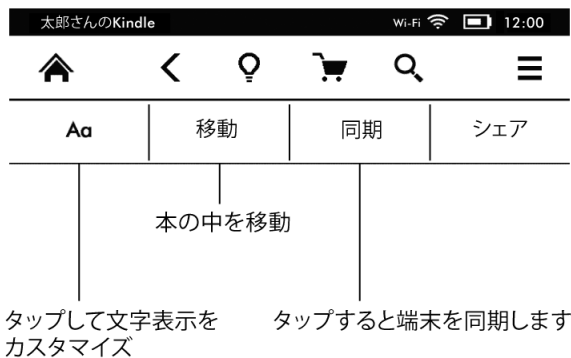 太郎さんのKindle Wi-Fi 12:00
Aa 移動 同期 シェア
本の中を移動
タップして文字表示を タップすると端末を同期します
カスタマイズ